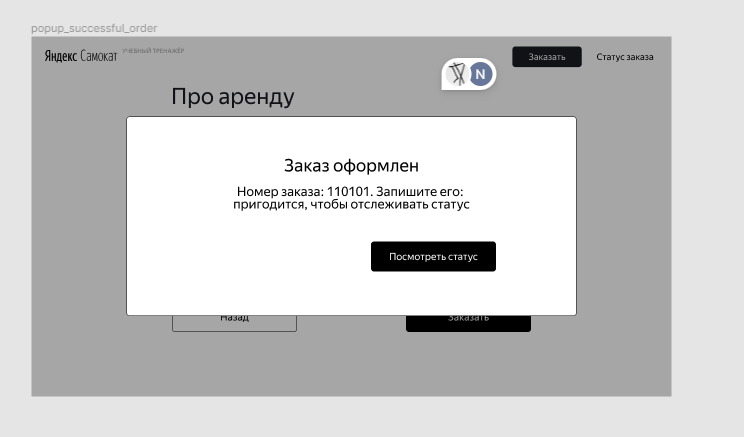 popup_successful_order
Яндекс Самокат УЧЕБНЫЙ ТРЕНАЖЁР
N
Заказать Статус заказа
Про аренду
Заказ оформлен
Номер заказа: 110101. Запишите его:
пригодится, чтобы отслеживать статус
Посмотреть статус
Назад Заказать